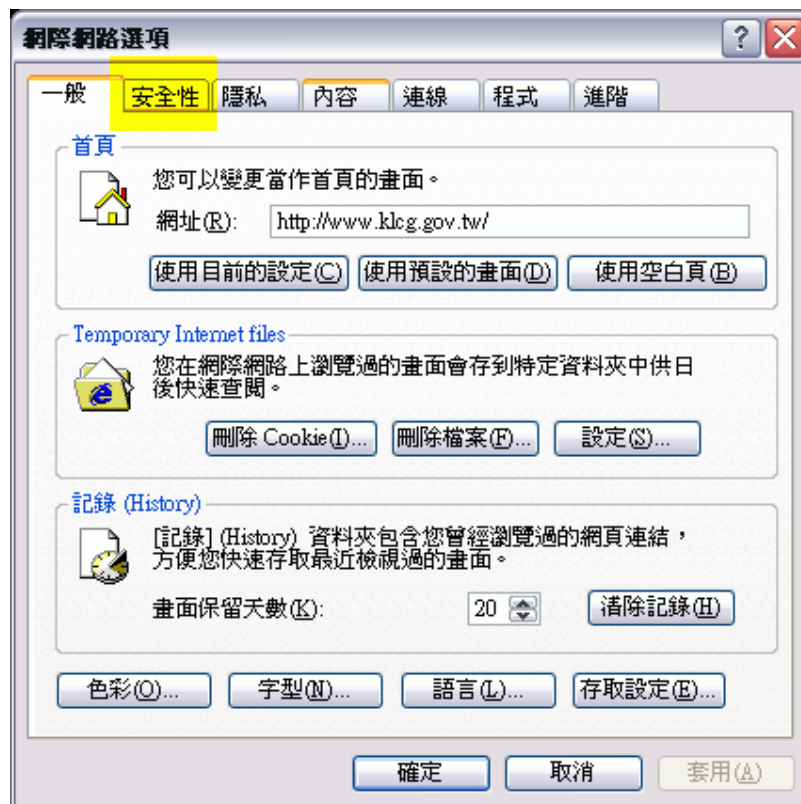 網際網路選項
一般 安全性 隱私 內容 連線 程式 進階
首頁
您可以變更當作首頁的畫面。
網址(R): http://www.klcg.gov.tw/
使用目前的設定(C) 使用預設的畫面(D) 使用空白頁(B)
Temporary Internet files
您在網際網路上瀏覽過的畫面會存到特定資料夾中供日
後快速查閱。
刪除 Cookie(I)... 刪除檔案(F)... 設定(S)...
記錄 (History)
[記錄] (History) 資料夾包含您曾經瀏覽過的網頁連結，
方便您快速存取最近檢視過的畫面。
畫面保留天數(K): 20 清除記錄(H)
色彩(O)... 字型(N)... 語言(L)... 存取設定(E)...
確定 取消 套用(A)